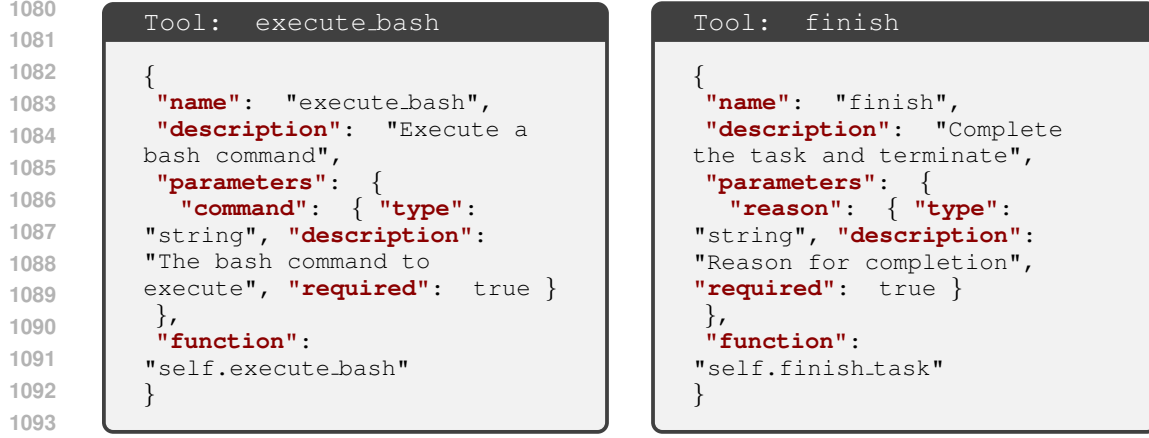 1080
1081
1082
1083
1084
1085
1086
1087
1088
1089
1090
1091
1092
1093
Tool: execute_bash
{
"name": "execute_bash",
"description": "Execute a
bash command",
"parameters": {
"command": { "type":
"string", "description":
"The bash command to
execute", "required": true }
},
"function":
"self.execute_bash"
}
Tool: finish
{
"name": "finish",
"description": "Complete
the task and terminate",
"parameters": {
"reason": { "type":
"string", "description":
"Reason for completion",
"required": true }
},
"function":
"self.finish_task"
}